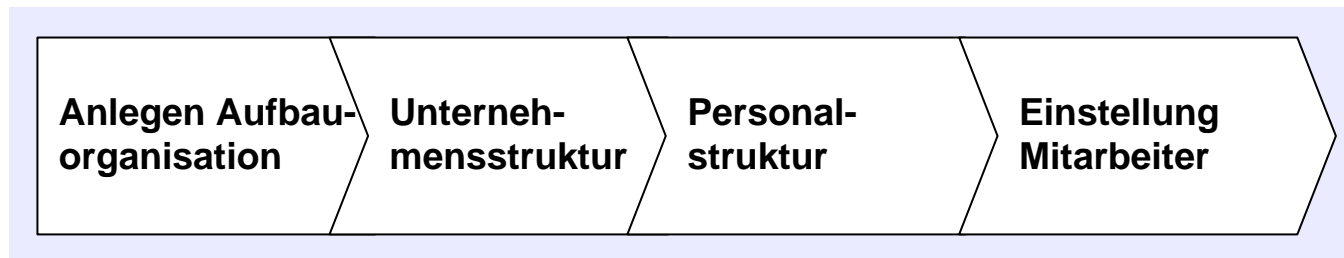 Anlegen Aufbau-
organisation
Unterneh-
mensstruktur
Personal-
struktur
Einstellung
Mitarbeiter